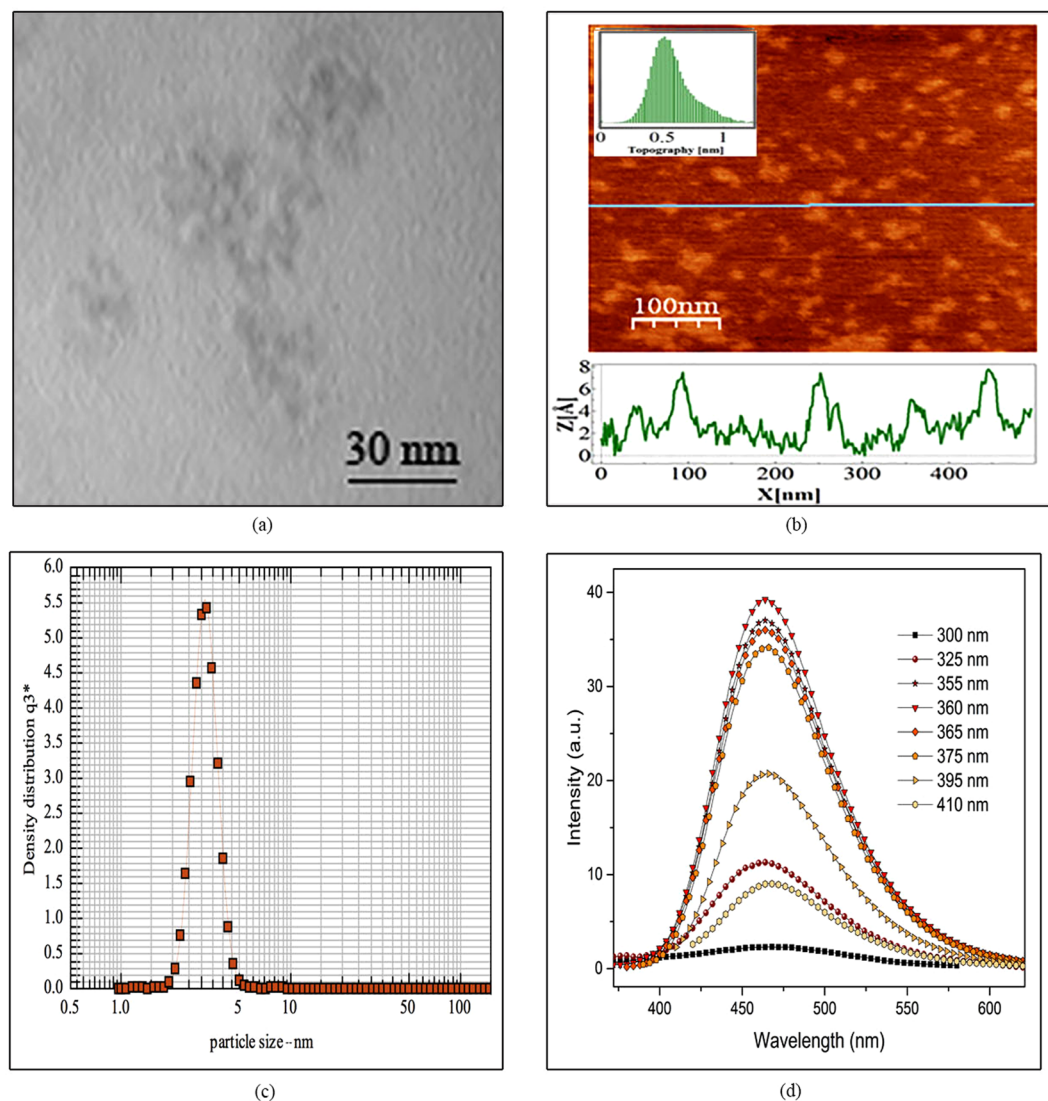 30 nm
(a)
0
0.5
1
Topography [nm]
100nm
8
6
4
2
0
Z[Å]
0
100
200
300
400
X[nm]
(b)
6.0
5.5
5.0
4.5
4.0
3.5
3.0
2.5
2.0
1.5
1.0
0.5
0.0
Density distribution q3*
0.5
1.0
5
10
50
100
particle size--nm
(c)
40
30
20
10
0
Intensity (a.u.)
300 nm
325 nm
355 nm
360 nm
365 nm
375 nm
395 nm
410 nm
400
450
500
550
600
Wavelength (nm)
(d)